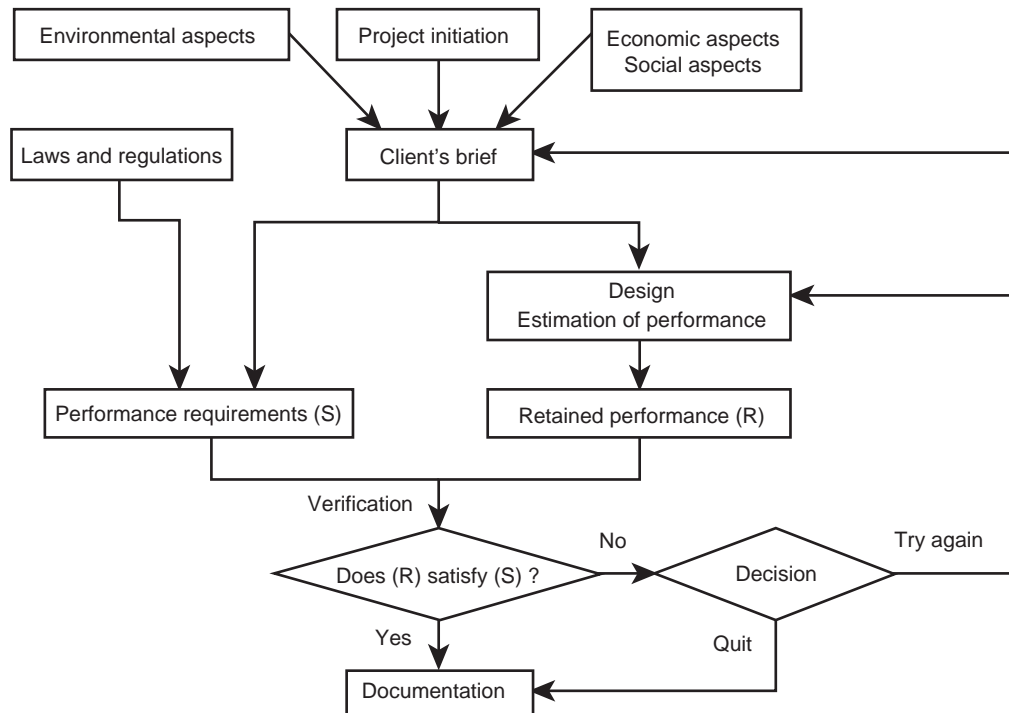 Environmental aspects
Project initiation
Economic aspects
Social aspects
Laws and regulations
Client's brief
Design
Estimation of performance
Performance requirements (S)
Retained performance (R)
Verification
Does (R) satisfy (S) ?
No
Decision
Try again
Yes
Quit
Documentation